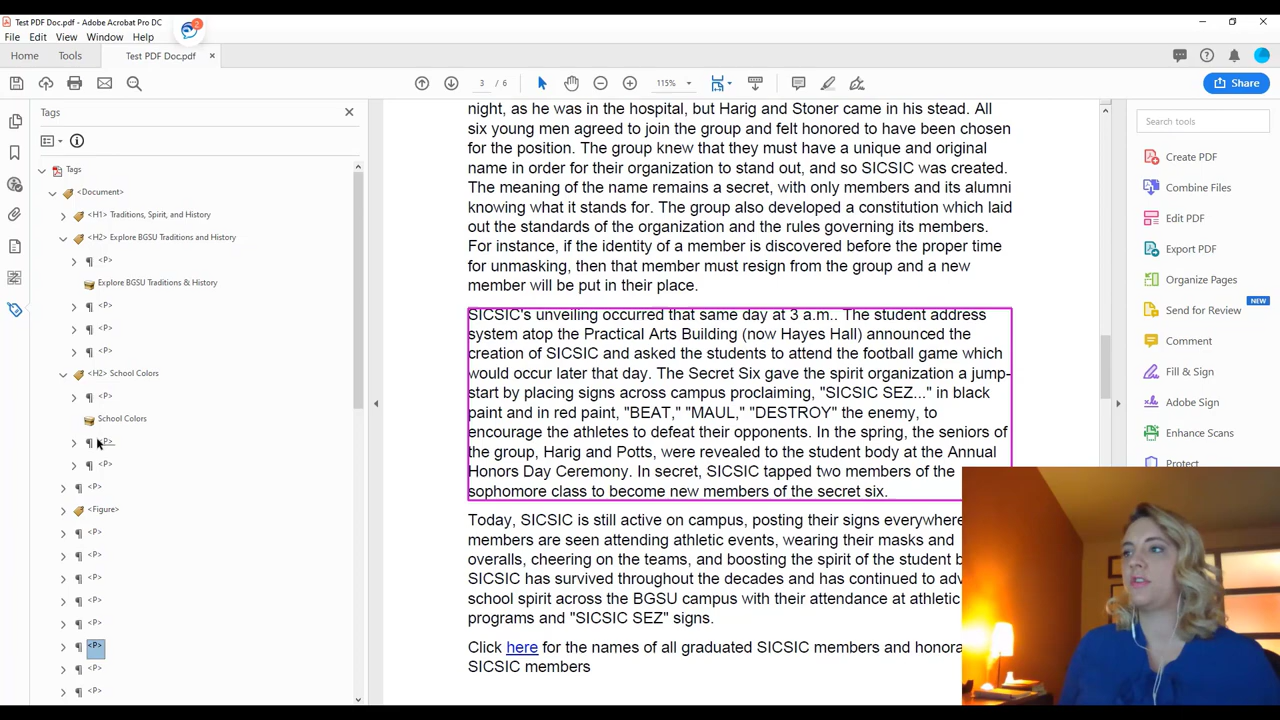 Test PDF Doc.pdf - Adobe Acrobat Pro DC
2
File Edit View Window Help
Home Tools Test PDF Doc.pdf ×
3 / 6 115% Share
Tags
Tags
<Document>
<H1> Traditions, Spirit, and History
<H2> Explore BGSU Traditions and History
<P>
Explore BGSU Traditions & History
<P>
<P>
<P>
<H2> School Colors
<P>
School Colors
<P>
<P>
<P>
<Figure>
<P>
<P>
<P>
<P>
<P>
<P>
<P>
<P>
night, as he was in the hospital, but Harig and Stoner came in his stead. All
six young men agreed to join the group and felt honored to have been chosen
for the position. The group knew that they must have a unique and original
name in order for their organization to stand out, and so SICSIC was created.
The meaning of the name remains a secret, with only members and its alumni
knowing what it stands for. The group also developed a constitution which laid
out the standards of the organization and the rules governing its members.
For instance, if the identity of a member is discovered before the proper time
for unmasking, then that member must resign from the group and a new
member will be put in their place.
SICSIC's unveiling occurred that same day at 3 a.m.. The student address
system atop the Practical Arts Building (now Hayes Hall) announced the
creation of SICSIC and asked the students to attend the football game which
would occur later that day. The Secret Six gave the spirit organization a jump-
start by placing signs across campus proclaiming, "SICSIC SEZ..." in black
paint and in red paint, "BEAT," "MAUL," "DESTROY" the enemy, to
encourage the athletes to defeat their opponents. In the spring, the seniors of
the group, Harig and Potts, were revealed to the student body at the Annual
Honors Day Ceremony. In secret, SICSIC tapped two members of the
sophomore class to become new members of the secret six.
Today, SICSIC is still active on campus, posting their signs everywhere
members are seen attending athletic events, wearing their masks and
overalls, cheering on the teams, and boosting the spirit of the student b
SICSIC has survived throughout the decades and has continued to adv
school spirit across the BGSU campus with their attendance at athletic
programs and "SICSIC SEZ" signs.
Click here for the names of all graduated SICSIC members and honora
SICSIC members
Search tools
Create PDF
Combine Files
Edit PDF
Export PDF
Organize Pages
NEW
Send for Review
Comment
Fill & Sign
Adobe Sign
Enhance Scans
Protect